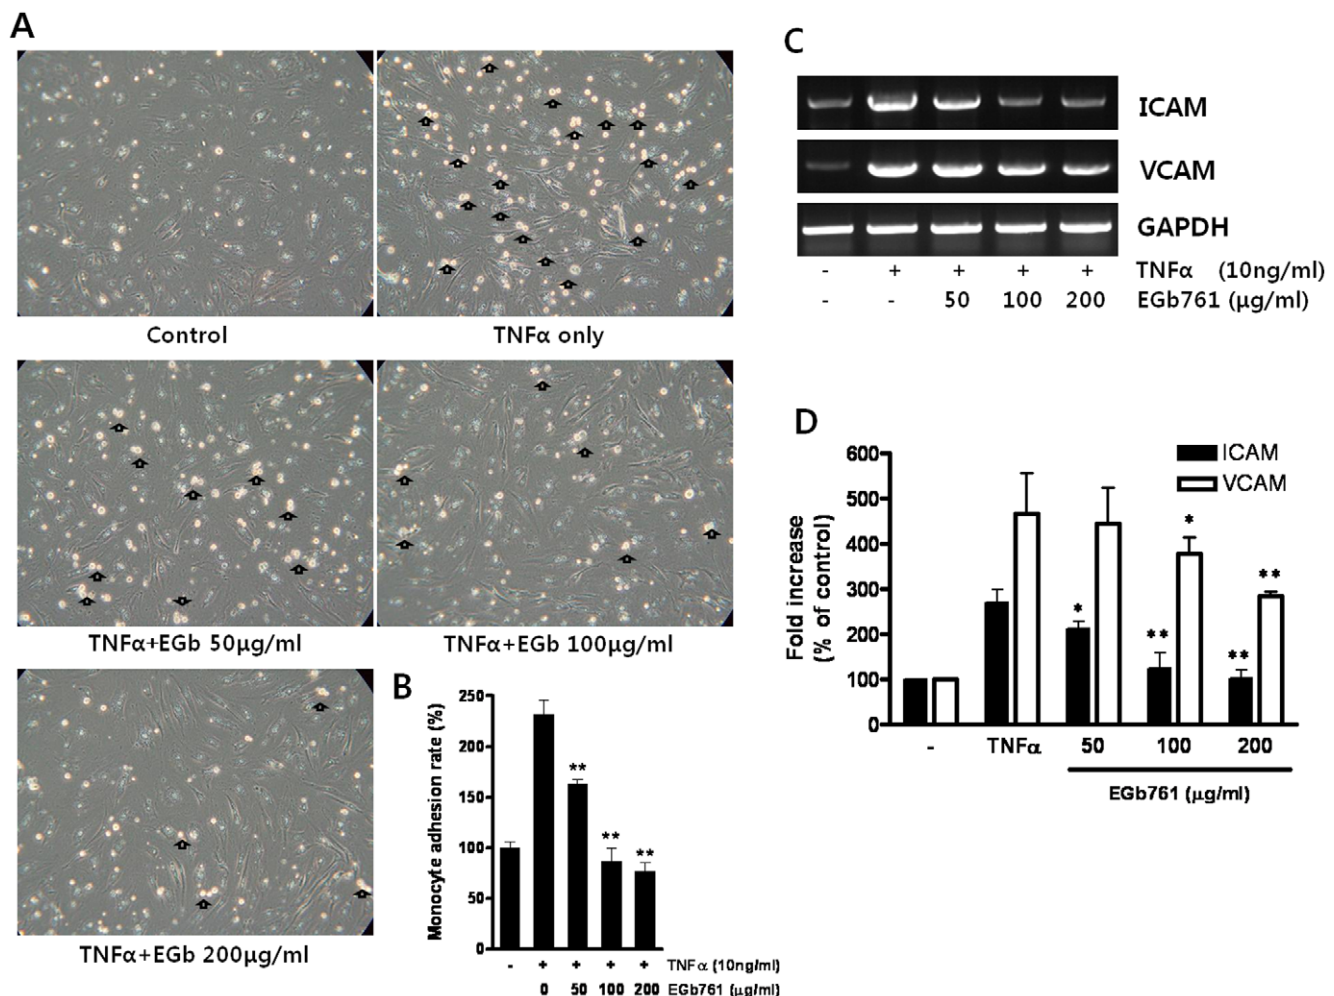 A
Control
TNFα only
TNFα+EGb 50μg/ml
TNFα+EGb 100μg/ml
TNFα+EGb 200μg/ml
B
Monocyte adhesion rate (%)
250
200
150
100
50
0
- + + + + TNFα (10ng/ml)
0 50 100 200 EGb761 (μg/ml)
** ** **
C
ICAM
VCAM
GAPDH
- + + + + TNFα (10ng/ml)
- - 50 100 200 EGb761 (μg/ml)
D
Fold increase
(% of control)
600
500
400
300
200
100
0
ICAM
VCAM
* ** * ** **
- TNFα 50 100 200
EGb761 (μg/ml)